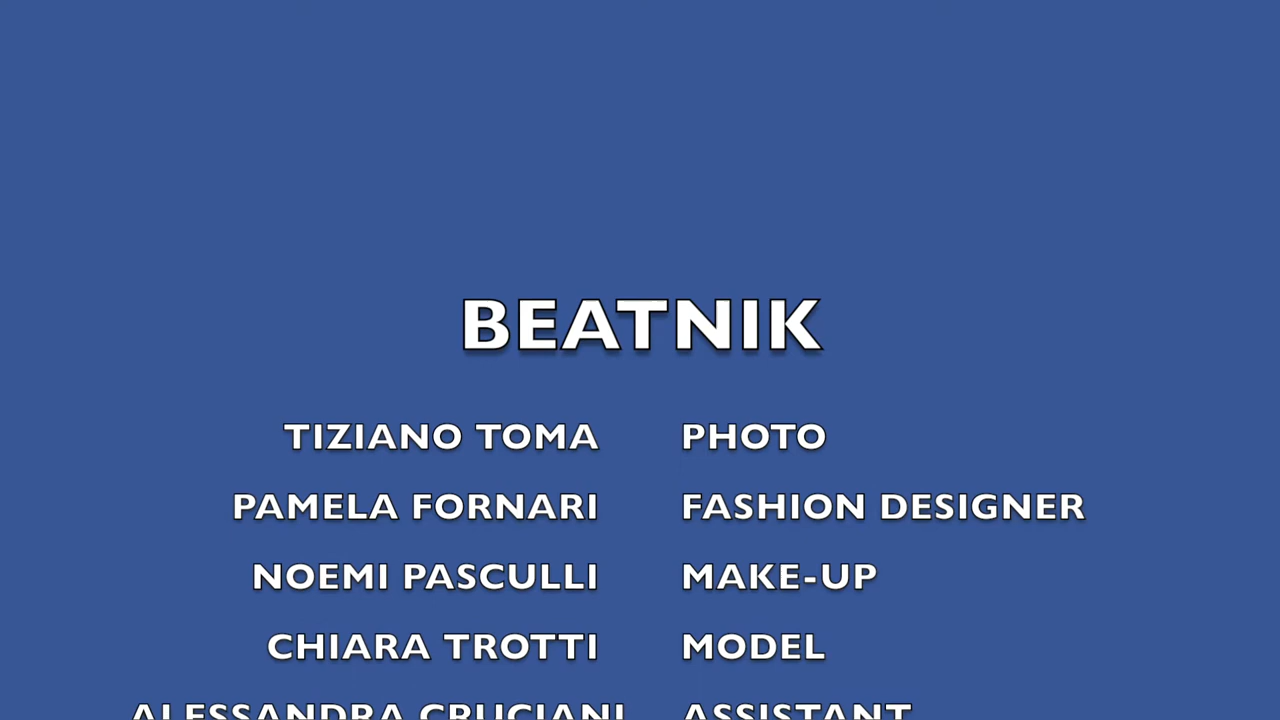 BEATNIK
TIZIANO TOMA PHOTO
PAMELA FORNARI FASHION DESIGNER
NOEMI PASCULLI MAKE-UP
CHIARA TROTTI MODEL
ALESSANDRA CRUCIANI ASSISTANT